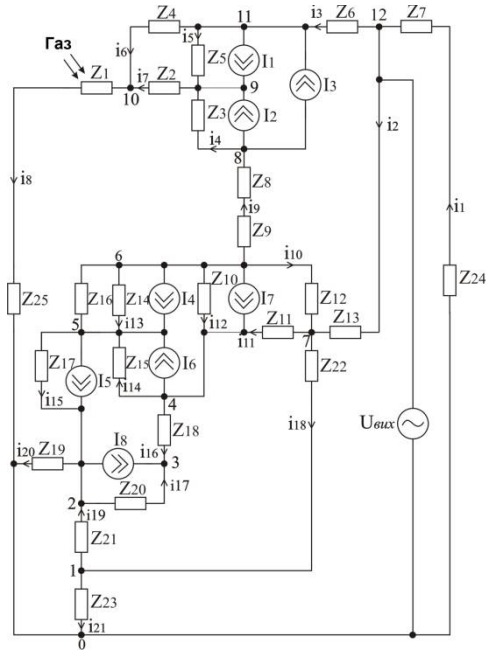 Z4 11 i3 Z6 12 Z7
Газ i6 i5 Z5 I1 I3
Z1 10 i7 Z2 9
Z3 I2 i2
i4 8
i8 Z8 i1
i9
Z9
6 i10
Z25 Z16 Z14 I4 Z10 I7 Z12 Z24
i13 i12 Z11 Z13
5 i11 7
Z17 I5 Z15 I6 Z22
i15 i14
4 Uвих
Z18 i18
i20 Z19 I8 i16 3
i17
2 Z20
i19
Z21
1
Z23
i21
0